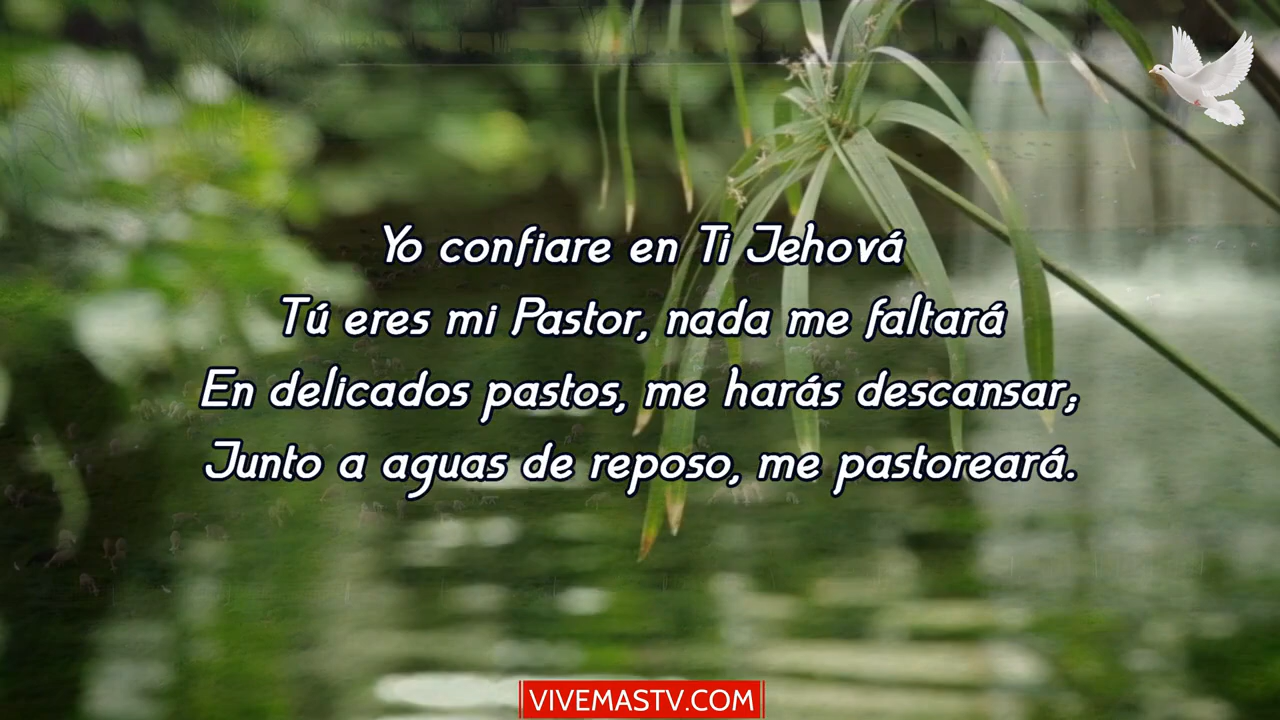 Yo confiare en Ti Jehová
Tú eres mi Pastor, nada me faltará
En delicados pastos, me harás descansar;
Junto a aguas de reposo, me pastoreará.
VIVEMASTV.COM